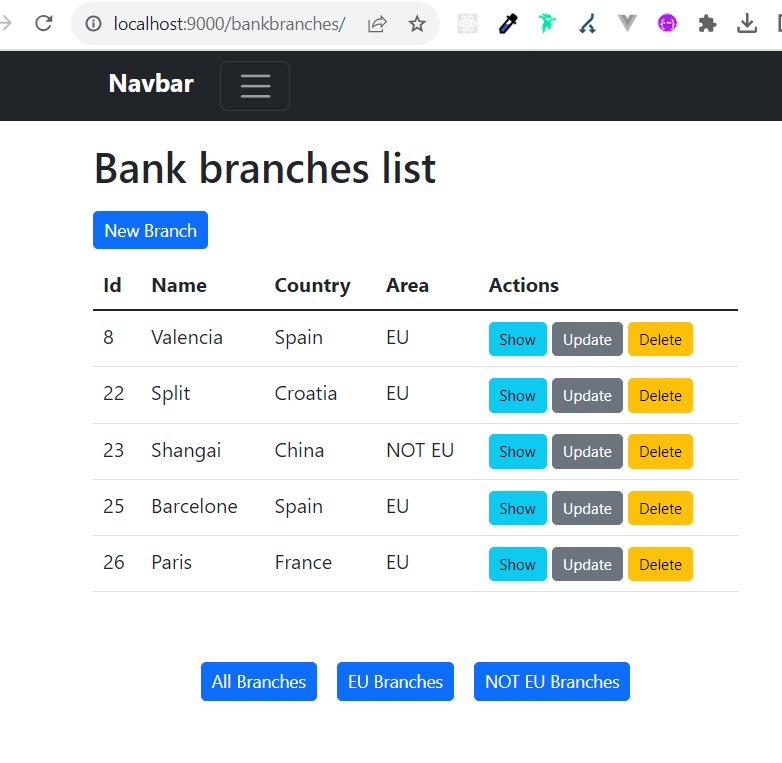 localhost:9000/bankbranches/
Navbar
Bank branches list
New Branch
Id Name Country Area Actions
8 Valencia Spain EU Show Update Delete
22 Split Croatia EU Show Update Delete
23 Shangai China NOT EU Show Update Delete
25 Barcelone Spain EU Show Update Delete
26 Paris France EU Show Update Delete
All Branches EU Branches NOT EU Branches